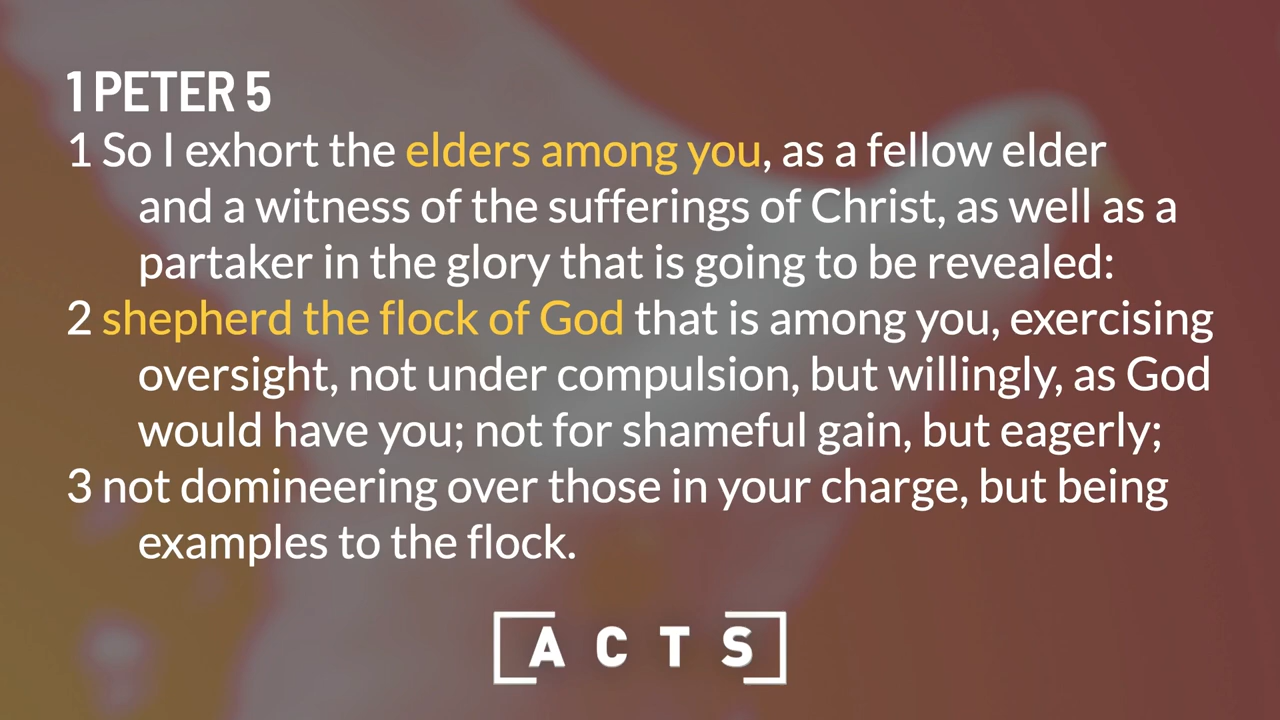 1 PETER 5
1 So I exhort the elders among you, as a fellow elder
and a witness of the sufferings of Christ, as well as a
partaker in the glory that is going to be revealed:
2 shepherd the flock of God that is among you, exercising
oversight, not under compulsion, but willingly, as God
would have you; not for shameful gain, but eagerly;
3 not domineering over those in your charge, but being
examples to the flock.
ACTS